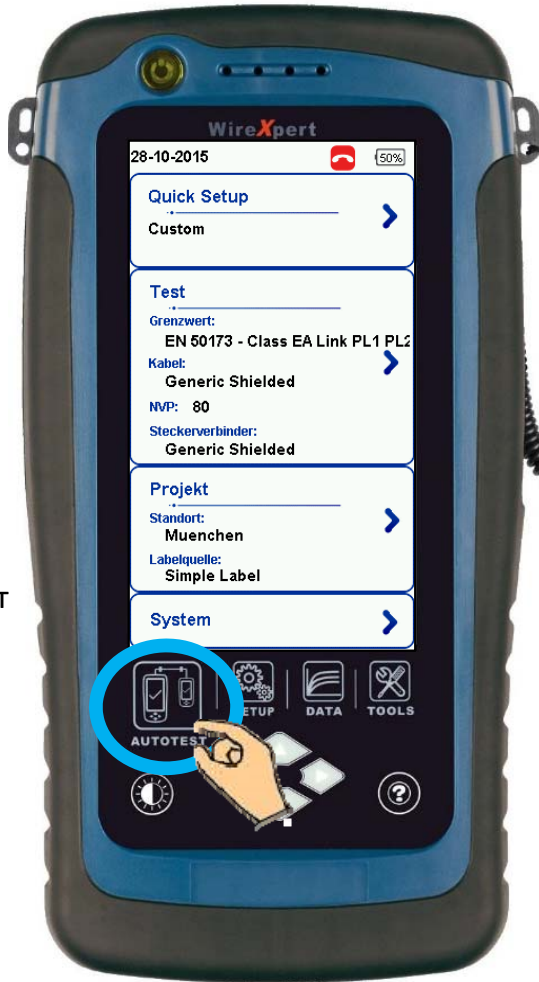 WireXpert
28-10-2015 50%
Quick Setup
Custom
Test
Grenzwert:
EN 50173 - Class EA Link PL1 PL2
Kabel:
Generic Shielded
NVP: 80
Steckerverbinder:
Generic Shielded
Projekt
Standort:
Muenchen
Labelquelle:
Simple Label
T
System
AUTOTEST ETUP DATA TOOLS
?